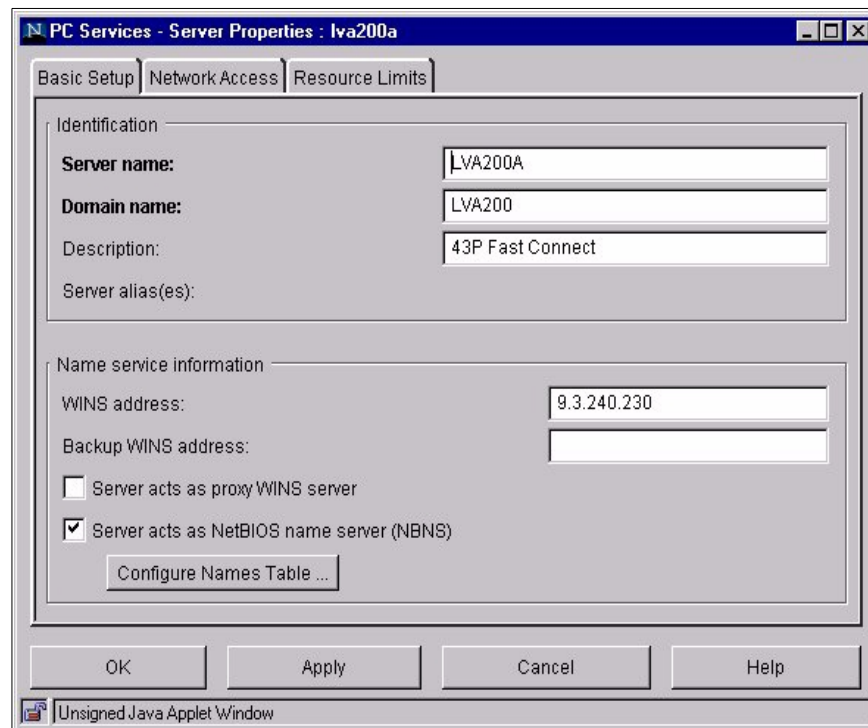 N PC Services - Server Properties : lva200a
Basic Setup Network Access Resource Limits
Identification
Server name: LVA200A
Domain name: LVA200
Description: 43P Fast Connect
Server alias(es):
Name service information
WINS address: 9.3.240.230
Backup WINS address:
Server acts as proxy WINS server
Server acts as NetBIOS name server (NBNS)
Configure Names Table ...
OK Apply Cancel Help
Unsigned Java Applet Window